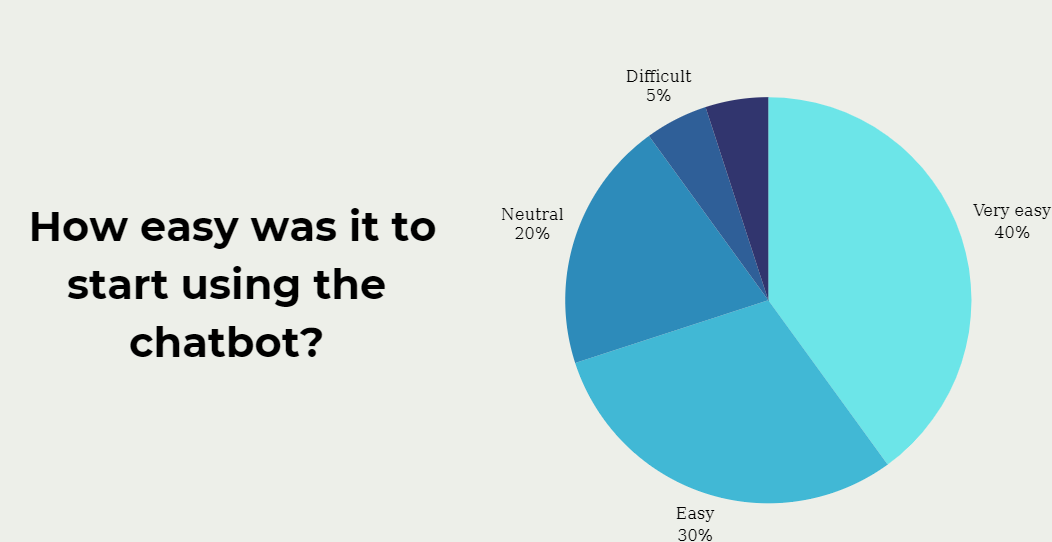 How easy was it to
start using the
chatbot?
Difficult
5%
Very easy
40%
Neutral
20%
Easy
30%